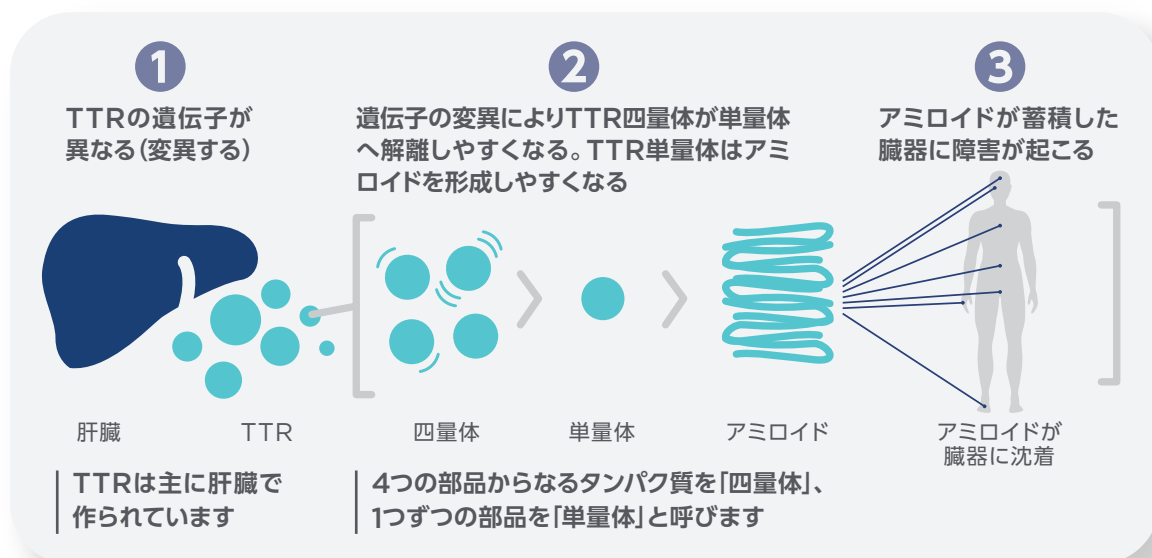 1
TTRの遺伝子が
異なる(変異する)
2
遺伝子の変異によりTTR四量体が単量体
へ解離しやすくなる。TTR単量体はアミ
ロイドを形成しやすくなる
3
アミロイドが蓄積した
臓器に障害が起こる
肝臓
TTR
四量体
単量体
アミロイド
アミロイドが
臓器に沈着
TTRは主に肝臓で
作られています
4つの部品からなるタンパク質を「四量体」、
1つずつの部品を「単量体」と呼びます